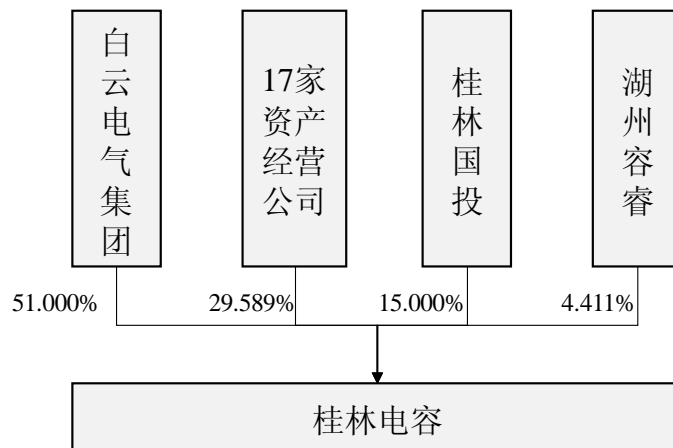 白云电气集团
17家
资产
经营
公司
桂林国投
湖州容睿
51.000%
29.589%
15.000%
4.411%
桂林电容